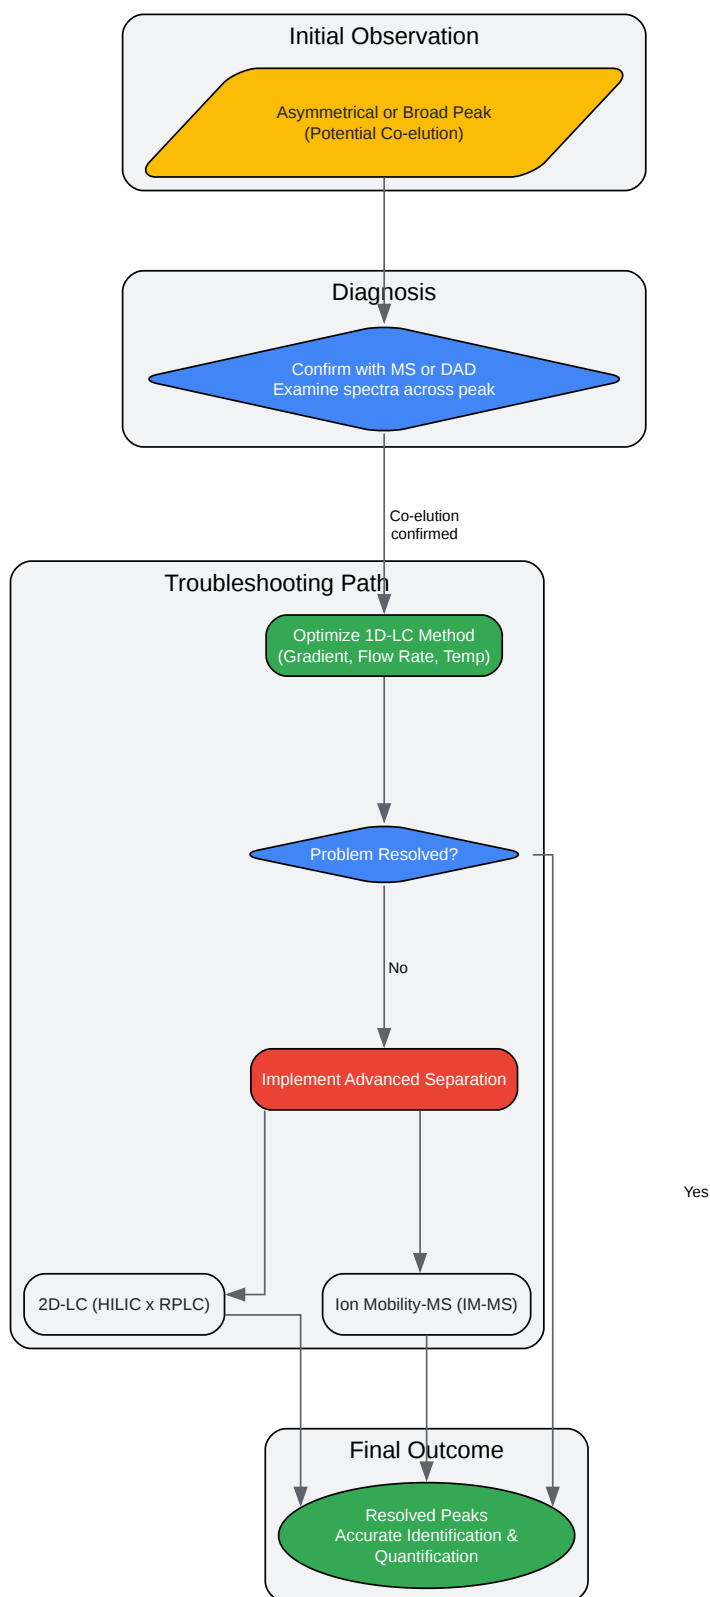 Initial Observation
Asymmetrical or Broad Peak
(Potential Co-elution)
Diagnosis
Confirm with MS or DAD
Examine spectra across peak
Co-elution
confirmed
Troubleshooting Path
Optimize 1D-LC Method
(Gradient, Flow Rate, Temp)
Problem Resolved?
No
Implement Advanced Separation
Yes
2D-LC (HILIC x RPLC)
Ion Mobility-MS (IM-MS)
Final Outcome
Resolved Peaks
Accurate Identification &
Quantification